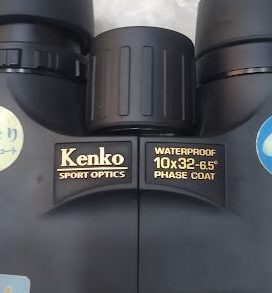 Kenko
SPORT OPTICS
WATERPROOF
10x32-6.5°
PHASE COAT